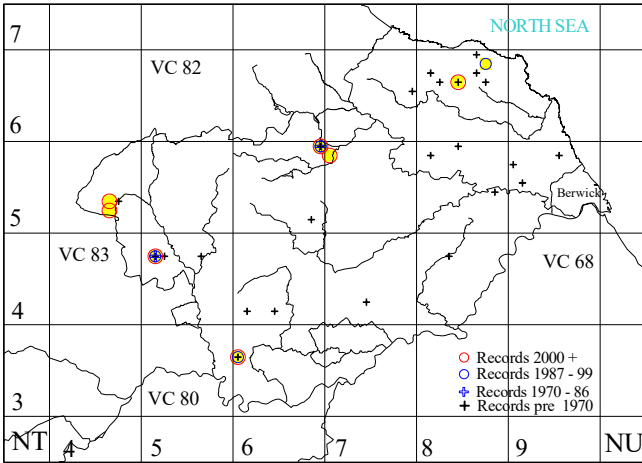 7
NORTH SEA
VC 82
6
Berwick
5
VC 83
VC 68
4
Records 2000 +
Records 1987 - 99
Records 1970 - 86
VC 80
Records pre 1970
3
NT 4 5 6 7 8 9 NU